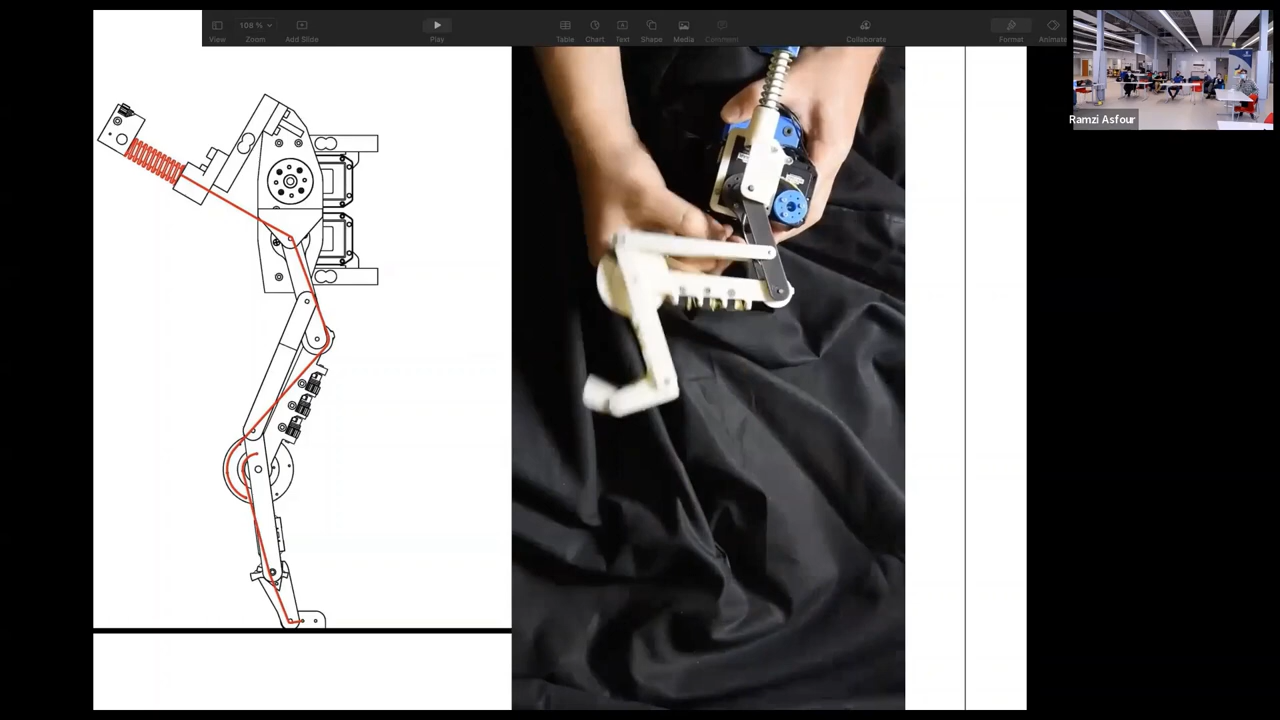 108 %
View
Zoom
Add Slide
Play
Table
Chart
Text
Shape
Media
Comment
Collaborate
Format
Animate
Ramzi Asfour